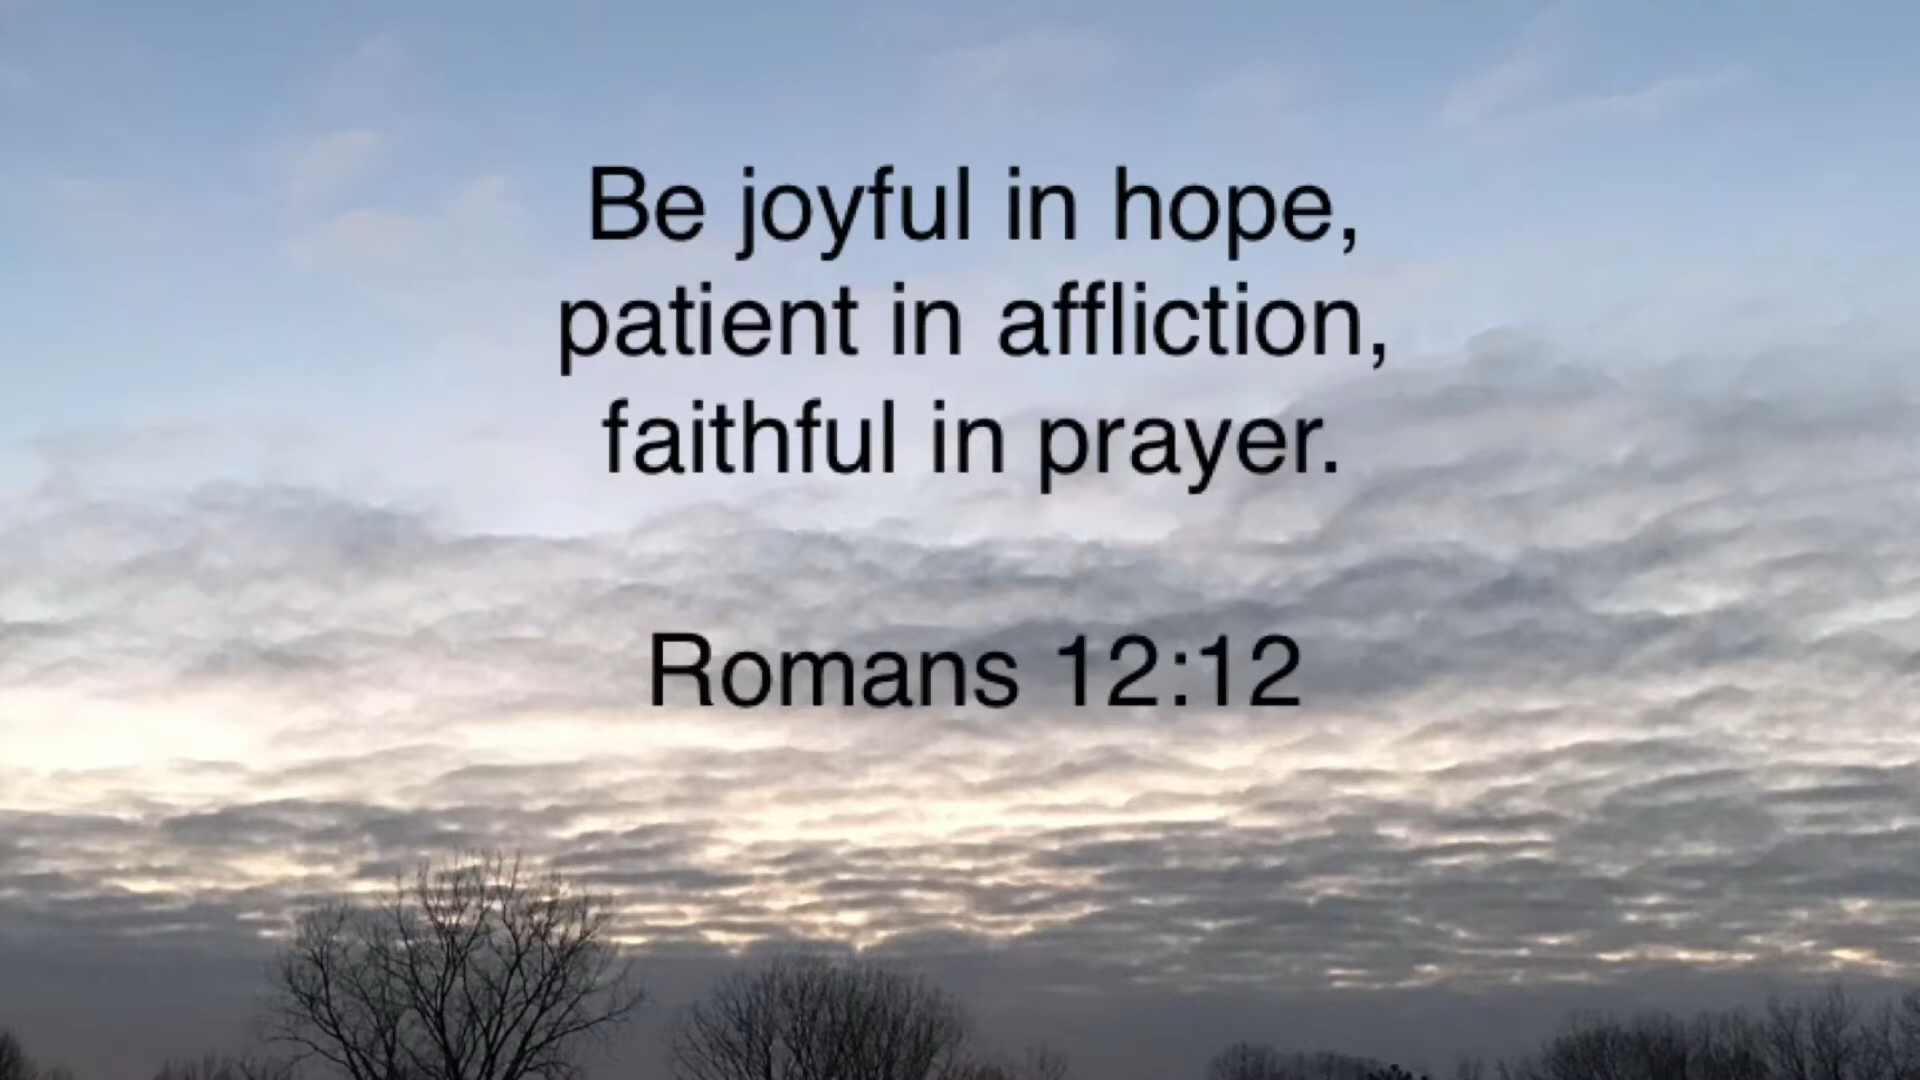 Be joyful in hope,
patient in affliction,
faithful in prayer.
Romans 12:12